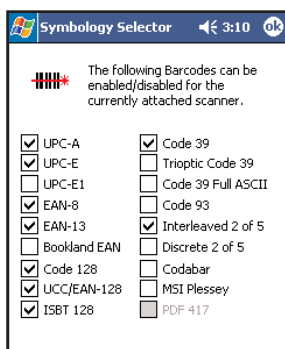 Symbology Selector 3:10 ok
The following Barcodes can be
enabled/disabled for the
currently attached scanner.
UPC-A
UPC-E
UPC-E1
EAN-8
EAN-13
Bookland EAN
Code 128
UCC/EAN-128
ISBT 128
Code 39
Trioptic Code 39
Code 39 Full ASCII
Code 93
Interleaved 2 of 5
Discrete 2 of 5
Codabar
MSI Plessey
PDF 417